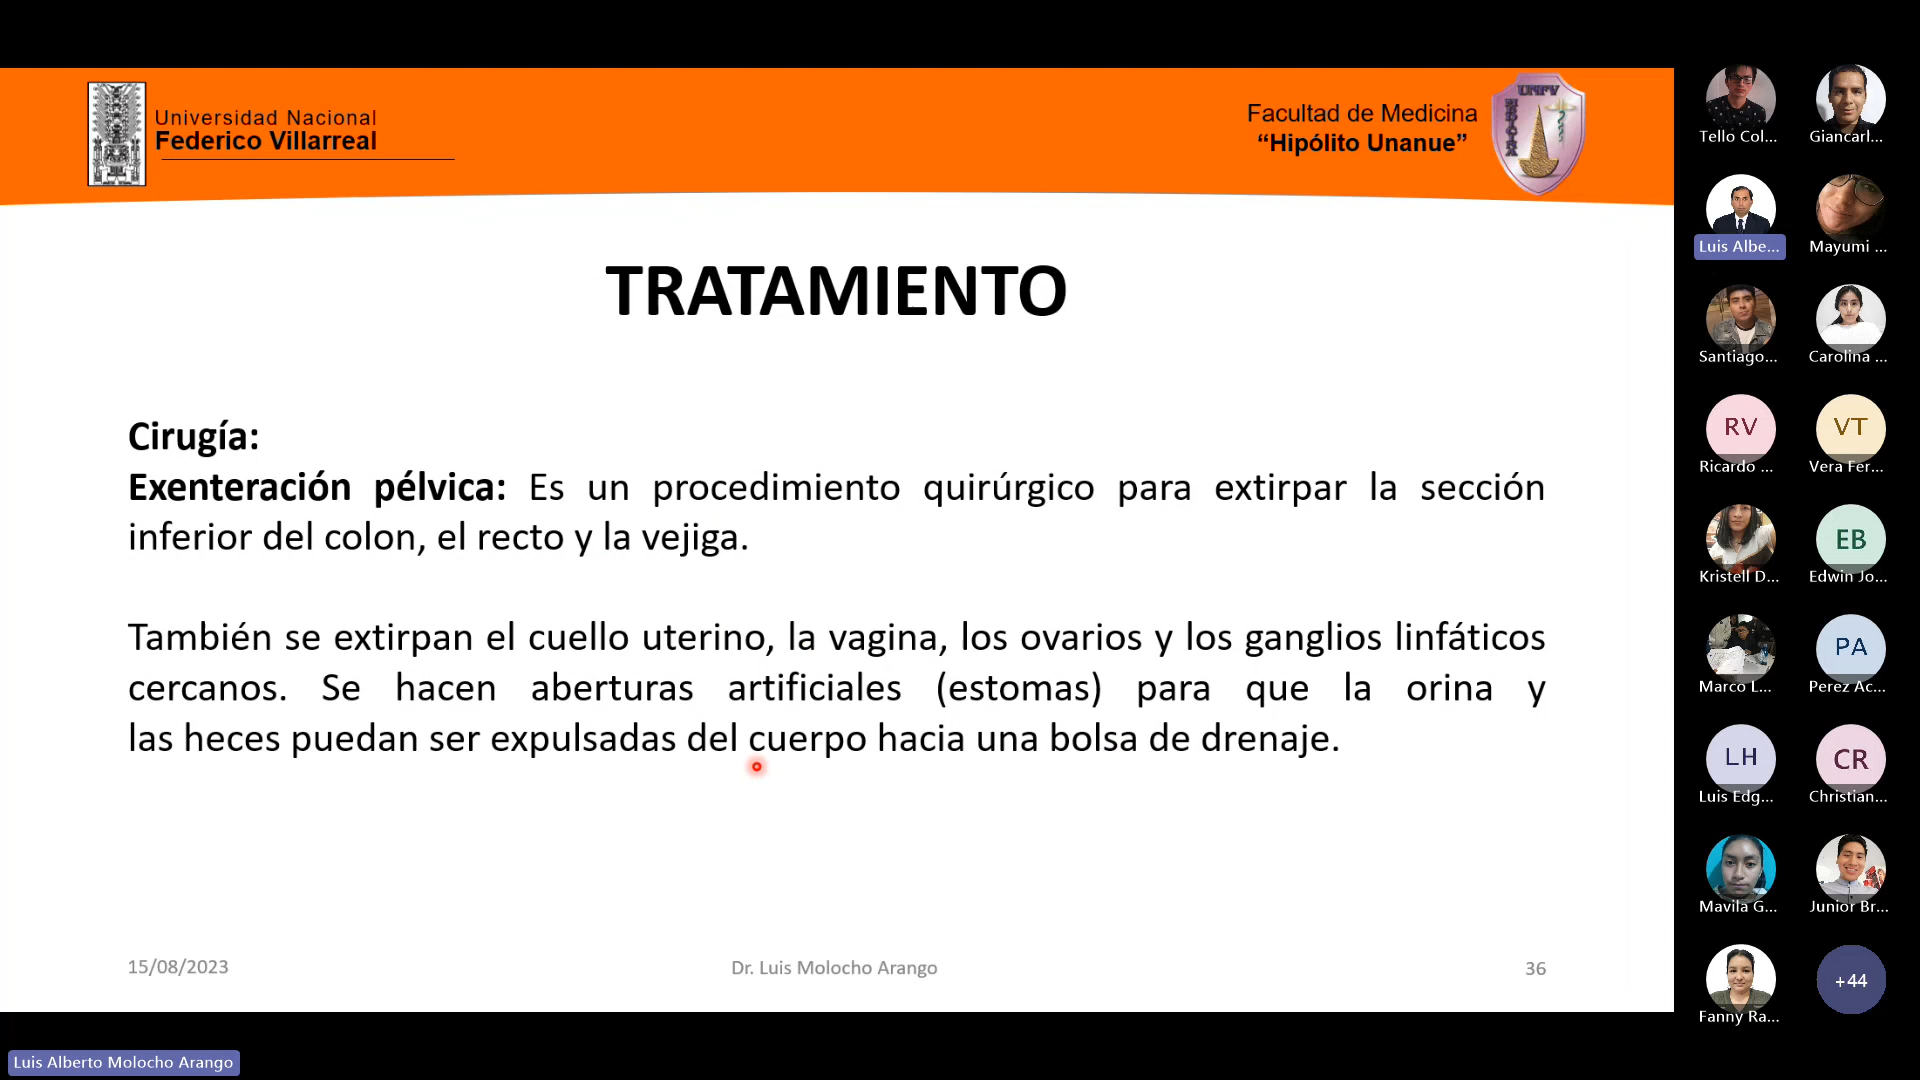 Universidad Nacional
Federico Villarreal
Facultad de Medicina
“Hipólito Unanue”
UNFV
TRATAMIENTO
Cirugía:
Exenteración pélvica: Es un procedimiento quirúrgico para extirpar la sección
inferior del colon, el recto y la vejiga.
También se extirpan el cuello uterino, la vagina, los ovarios y los ganglios linfáticos
cercanos. Se hacen aberturas artificiales (estomas) para que la orina y
las heces puedan ser expulsadas del cuerpo hacia una bolsa de drenaje.
15/08/2023
Dr. Luis Molocho Arango
36
Tello Col...
Giancarl...
Luis Albe...
Mayumi ...
Santiago...
Carolina ...
RV
Ricardo ...
VT
Vera Fer...
Kristell D...
EB
Edwin Jo...
Marco L...
PA
Perez Ac...
LH
Luis Edg...
CR
Christian...
Mavila G...
Junior Br...
Fanny Ra...
+44
Luis Alberto Molocho Arango